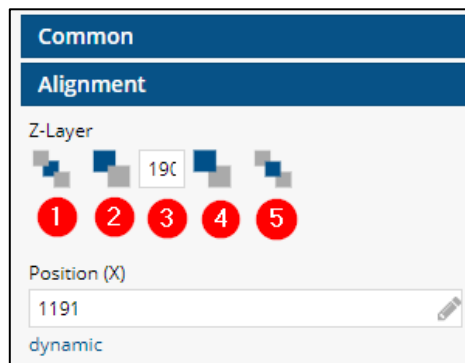 Common
Alignment
Z-Layer
190
1 2 3 4 5
Position (X)
1191
dynamic